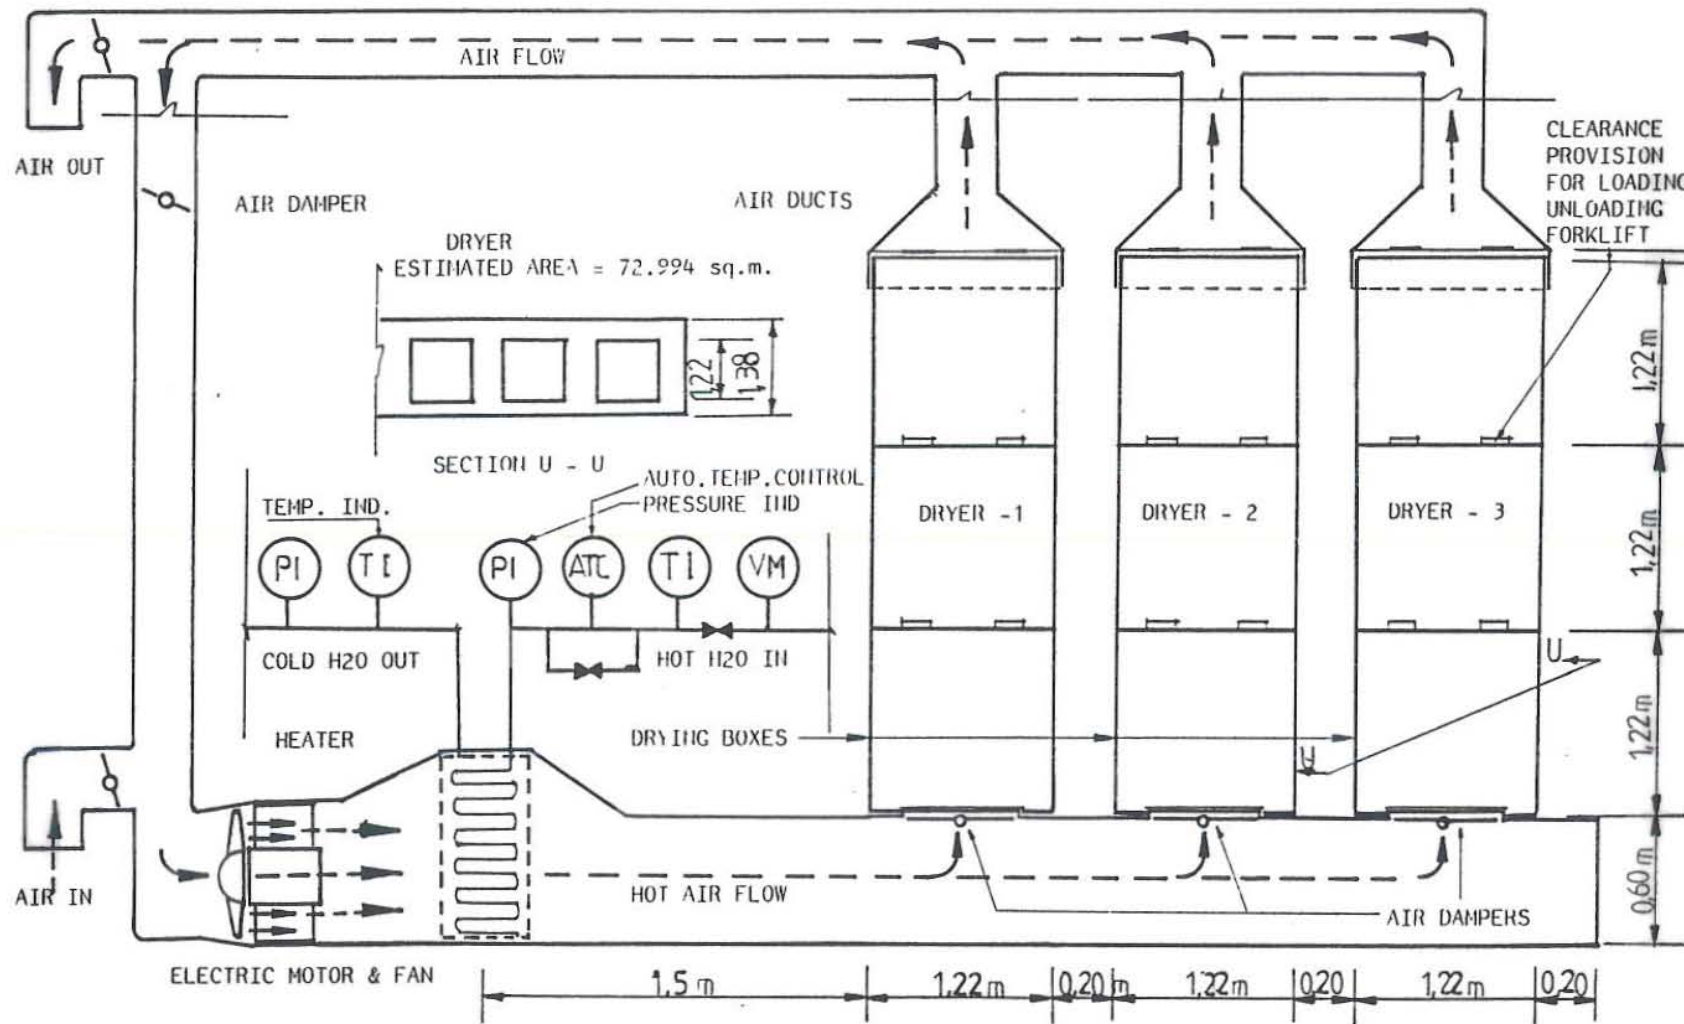 AIR FLOW
AIR OUT
AIR DAMPER
AIR DUCTS
CLEARANCE
PROVISION
FOR LOADING
UNLOADING
FORKLIFT
DRYER
ESTIMATED AREA = 72.994 sq.m.
1,22
1,38
SECTION U - U
AUTO.TEMP.CONTROL
PRESSURE IND
TEMP. IND.
PI
TI
PI
ATC
TI
VM
COLD H2O OUT
HOT H2O IN
HEATER
DRYING BOXES
DRYER -1
DRYER - 2
DRYER - 3
U
U
1,22m
1,22m
1,22m
0,60m
AIR IN
HOT AIR FLOW
AIR DAMPERS
ELECTRIC MOTOR & FAN
1,5 m
1,22m
0,20 m
1,22m
0,20
1,22m
0,20